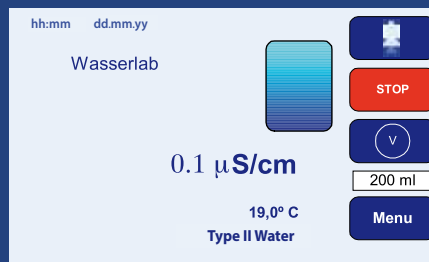 hh:mm dd.mm.yy
Wasserlab
STOP
V
0.1 µS/cm
200 ml
19,0º C
Menu
Type II Water